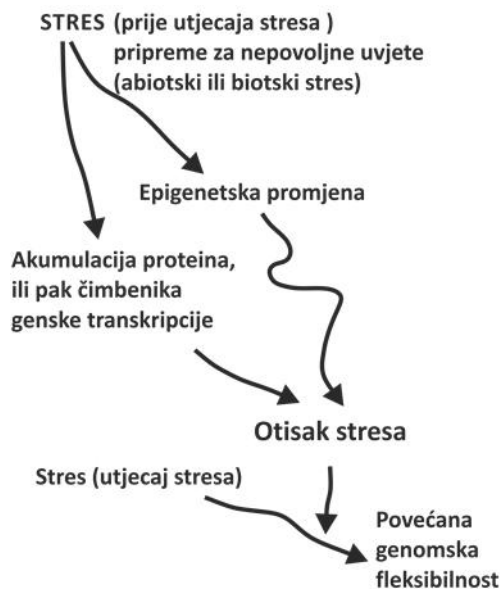 STRES (prije utjecaja stresa )
pripreme za nepovoljne uvjete
(abiotski ili biotski stres)
Epigenetska promjena
Akumulacija proteina,
ili pak čimbenika
genske transkripcije
Otisak stresa
Stres (utjecaj stresa)
Povećana
genomska
fleksibilnost